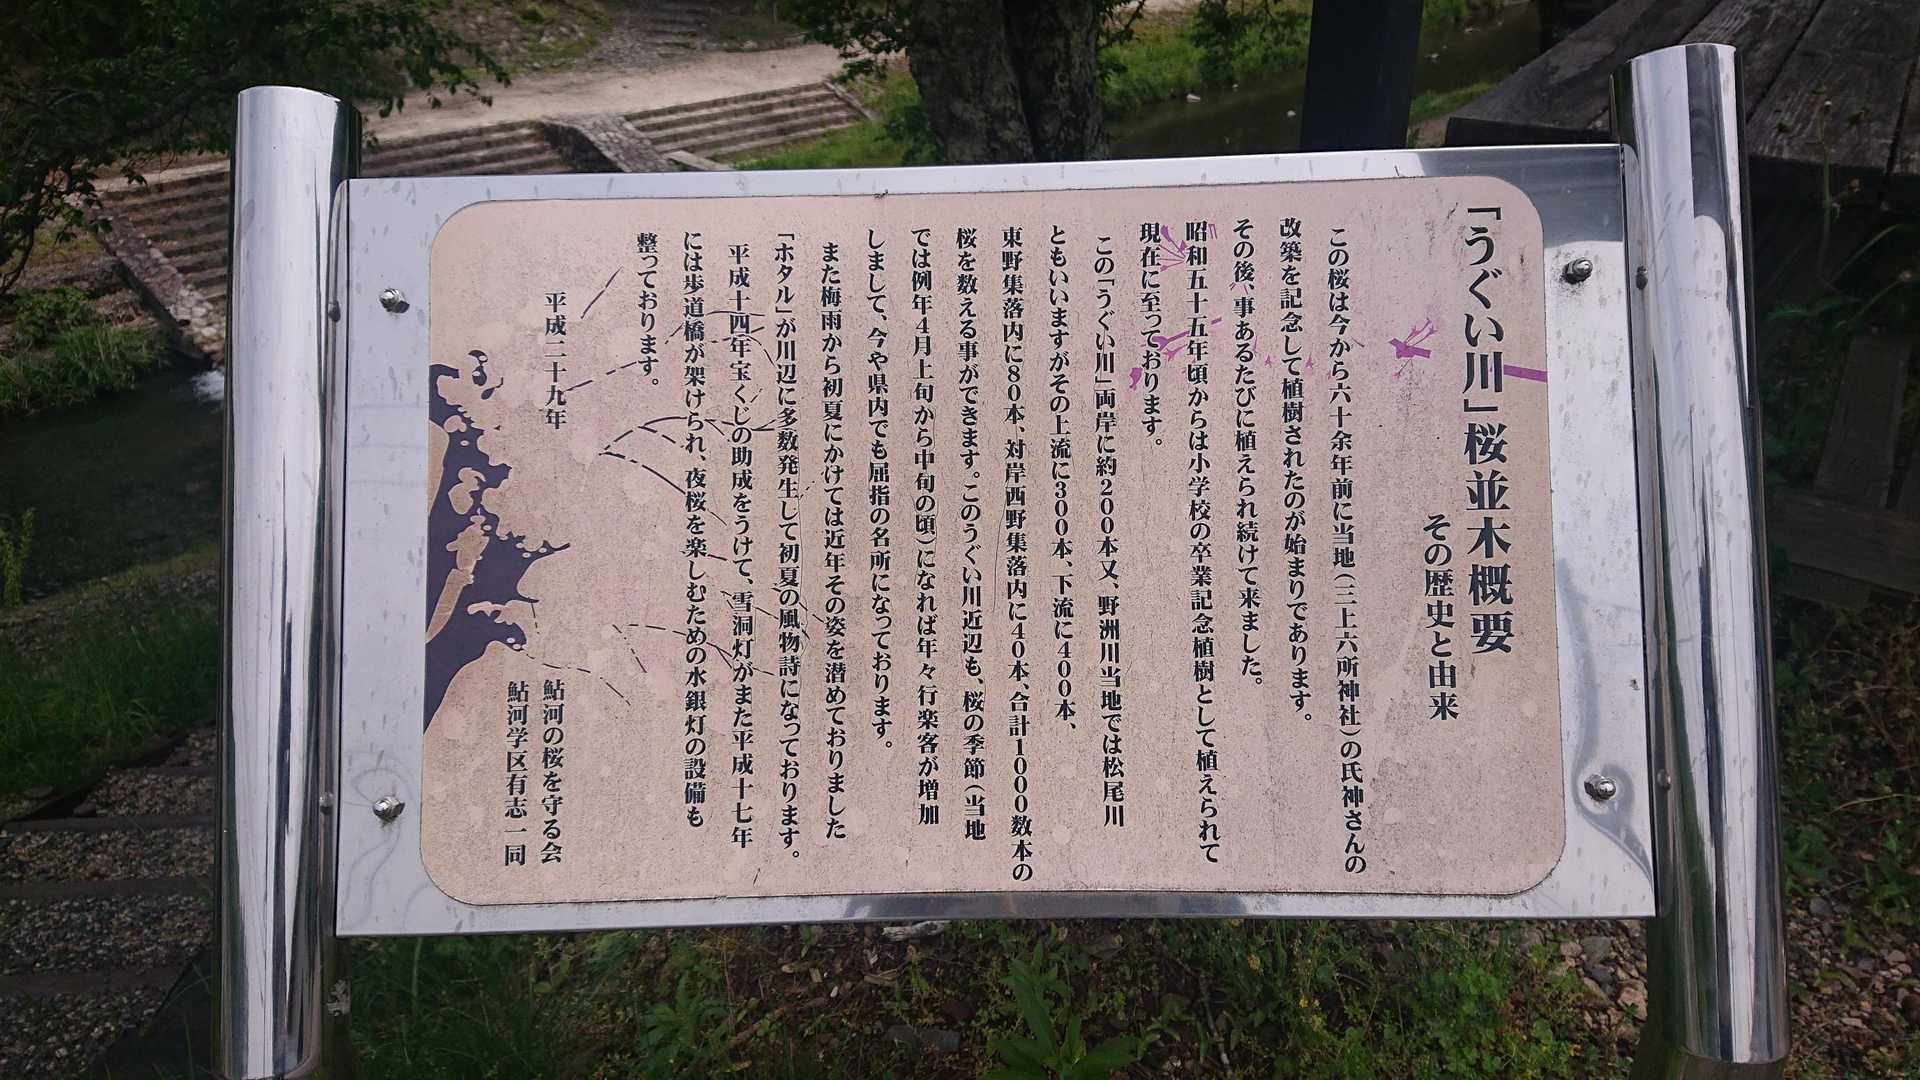 「うぐい川」桜並木概要
その歴史と由来
この桜は今から六十余年前に当地(三上六所神社)の氏神さんの
改築を記念して植樹されたのが始まりであります。
その後、事あるたびに植えられ続けて来ました。
昭和五十五年頃からは小学校の卒業記念植樹として植えられて
現在に至っております。
この「うぐい川」両岸に約200本又、野洲川当地では松尾川
ともいいますがその上流に300本、下流に400本、
東野集落内に80本、対岸西野集落内に40本、合計1000数本の
桜を数える事ができます。このうぐい川近辺も、桜の季節(当地
では例年4月上旬から中旬の頃)になれば年々行楽客が増加
しまして、今や県内でも屈指の名所になっております。
また梅雨から初夏にかけては近年その姿を潜めておりました
「ホタル」が川辺に多数発生して初夏の風物詩になっております。
平成十四年宝くじの助成をうけて、雪洞灯がまた平成十七年
には歩道橋が架けられ、夜桜を楽しむための水銀灯の設備も
整っております。
平成二十九年
鮎河の桜を守る会
鮎河学区有志一同